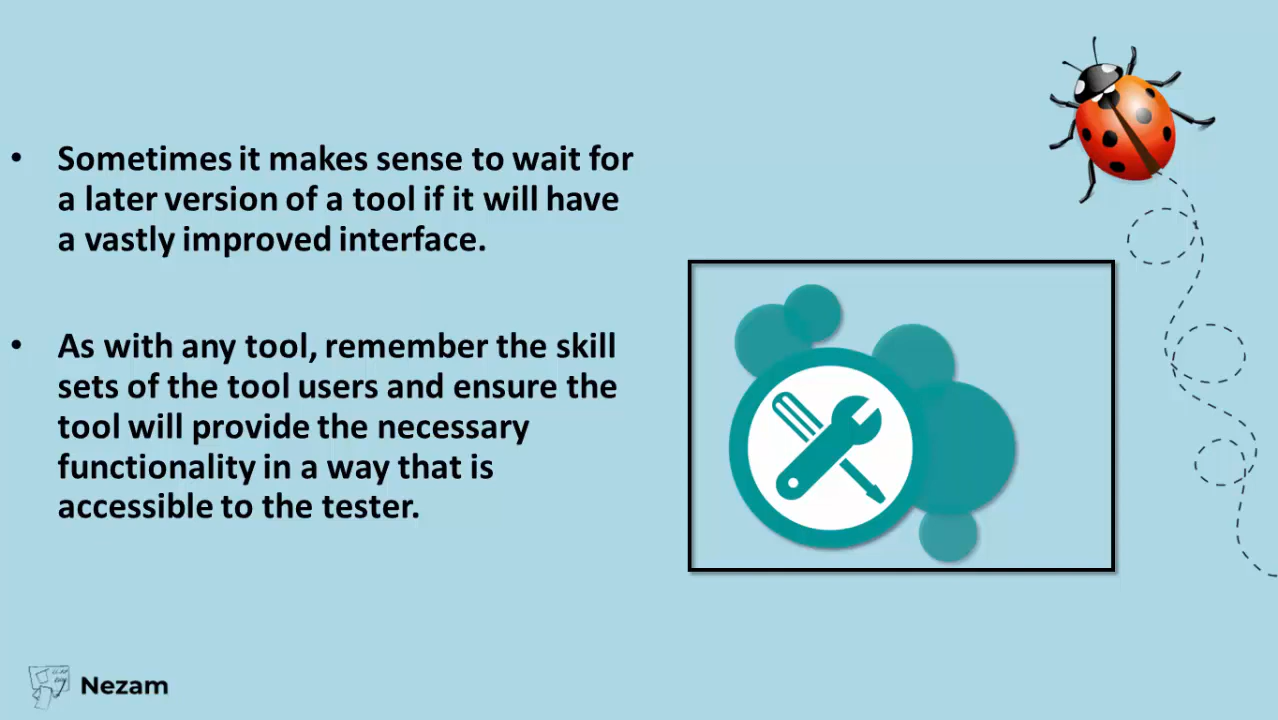 • Sometimes it makes sense to wait for
a later version of a tool if it will have
a vastly improved interface.
• As with any tool, remember the skill
sets of the tool users and ensure the
tool will provide the necessary
functionality in a way that is
accessible to the tester.
Nezam